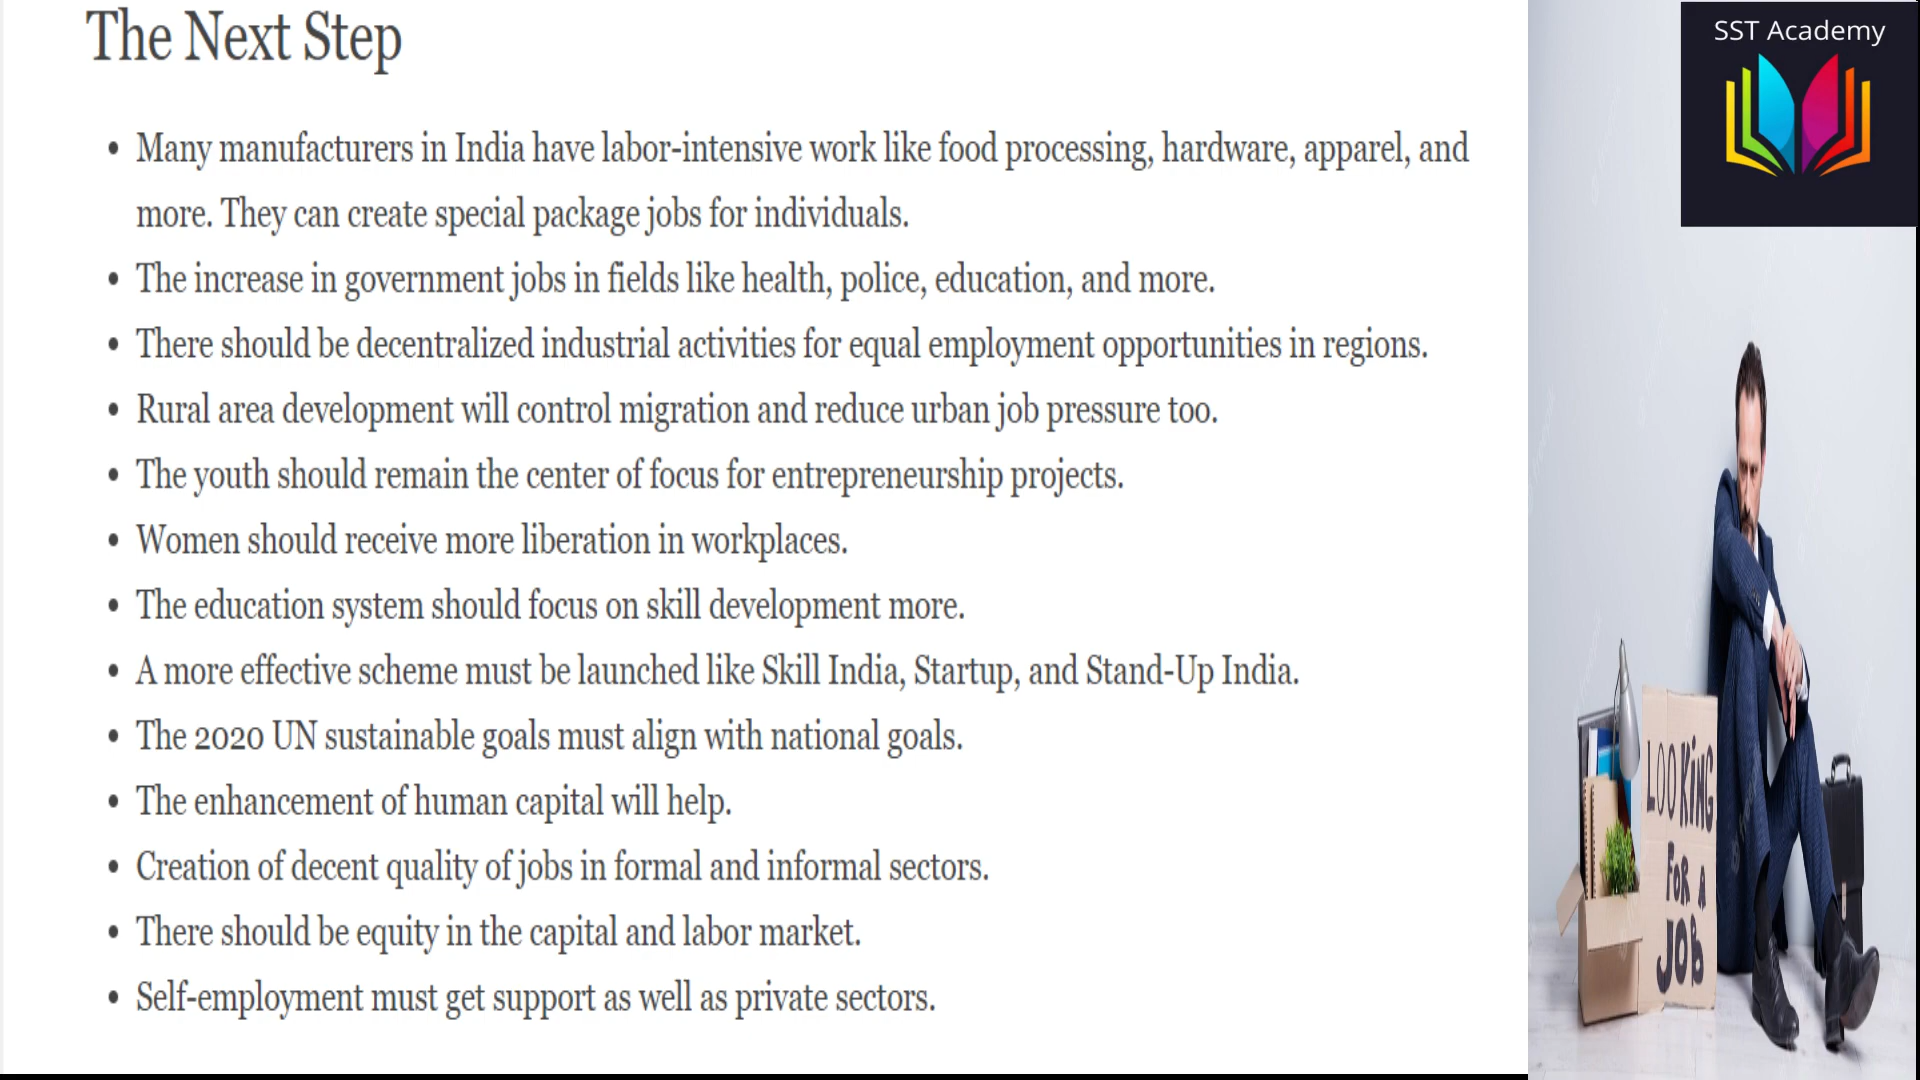 The Next Step
SST Academy
• Many manufacturers in India have labor-intensive work like food processing, hardware, apparel, and
more. They can create special package jobs for individuals.
• The increase in government jobs in fields like health, police, education, and more.
• There should be decentralized industrial activities for equal employment opportunities in regions.
• Rural area development will control migration and reduce urban job pressure too.
• The youth should remain the center of focus for entrepreneurship projects.
• Women should receive more liberation in workplaces.
• The education system should focus on skill development more.
• A more effective scheme must be launched like Skill India, Startup, and Stand-Up India.
• The 2020 UN sustainable goals must align with national goals.
• The enhancement of human capital will help.
• Creation of decent quality of jobs in formal and informal sectors.
• There should be equity in the capital and labor market.
• Self-employment must get support as well as private sectors.
LOOKING
FOR A
JOB